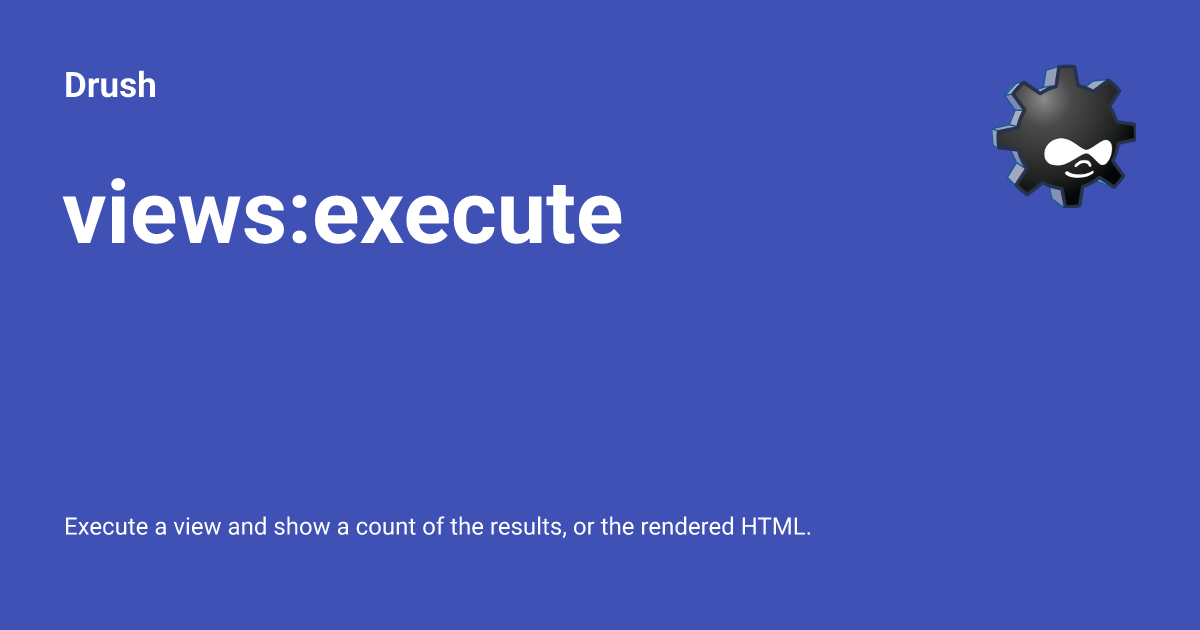 Drush
views:execute
Execute a view and show a count of the results, or the rendered HTML.